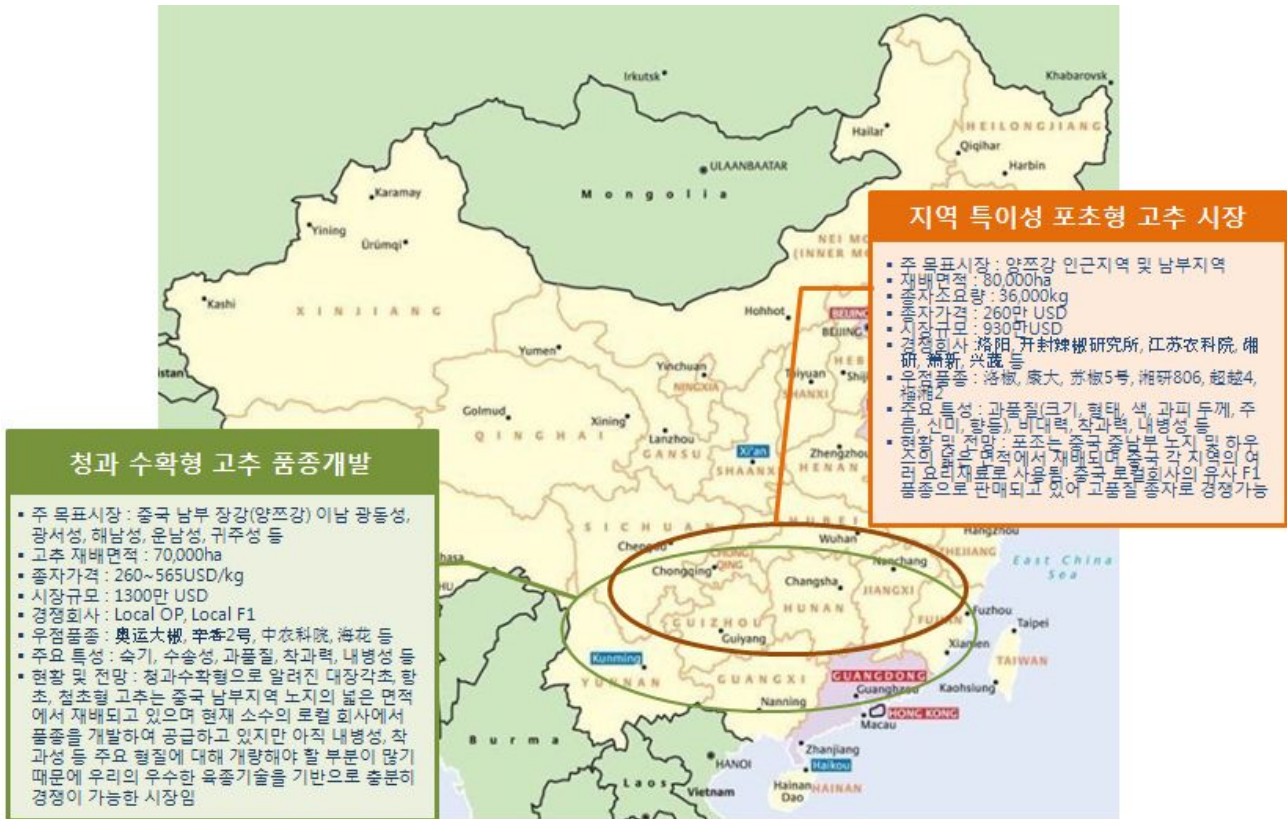 Irkutsk
Khabarovsk
Hailar
HEILONGJIANG
Qiqihar
Harbin
ULAANBAATAR
Mongolia
Karamay
Yining
Ürümqi
Kashi
XINJIANG
NEI MO
(INNER MO
Hohhot
BEIJING
BEIJING
Yumen
Yinchuan
NINGXIA
Taiyuan
SHANXI
Shij
HEB
Golmud
Xining
QINGHAI
Lanzhou
GANSU
Xi'an
SHAANXI
Zhengzhou
HENAN
istan
지역 특이성 포초형 고추 시장
▪ 주 목표시장 : 양쯔강 인근지역 및 남부지역
▪ 재배면적 : 80,000ha
▪ 종자소요량 : 36,000kg
▪ 종자가격 : 260만 USD
▪ 시장규모 : 930만USD
▪ 경쟁회사 : 洛阳, 开封辣椒研究所, 江苏农科院, 湘
研, 萧新, 兴蔬 등
▪ 우점품종 : 洛椒, 康大, 苏椒5号, 湘研806, 超越4,
福湘2
▪ 주요 특성 : 과품질(크기, 형태, 색, 과피 두께, 주
름, 신미, 향등), 비대력, 착과력, 내병성 등
▪ 현황 및 전망 : 포초는 중국 중남부 노지 및 하우
스의 넓은 면적에서 재배되며 중국 각 지역의 여
러 요리재료로 사용됨. 중국 로컬회사의 유사 F1
품종으로 판매되고 있어 고품질 종자로 경쟁가능
청과 수확형 고추 품종개발
▪ 주 목표시장 : 중국 남부 장강(양쯔강) 이남 광동성,
광서성, 해남성, 운남성, 귀주성 등
▪ 고추 재배면적 : 70,000ha
▪ 종자가격 : 260~565USD/kg
▪ 시장규모 : 1300만 USD
▪ 경쟁회사 : Local OP, Local F1
▪ 우점품종 : 奥运大椒, 辛香2号, 中农科院, 海花 등
▪ 주요 특성 : 숙기, 수송성, 과품질, 착과력, 내병성 등
▪ 현황 및 전망 : 청과수확형으로 알려진 대장각초, 항
초, 첨초형 고추는 중국 남부지역 노지의 넓은 면적
에서 재배되고 있으며 현재 소수의 로컬 회사에서
품종을 개발하여 공급하고 있지만 아직 내병성, 착
과성 등 주요 형질에 대해 개량해야 할 부분이 많기
때문에 우리의 우수한 육종기술을 기반으로 충분히
경쟁이 가능한 시장임
SICHUAN
HUBEI
Hangzhou
ZHEJIANG
East China
Sea
hasa
Chengdu
CHONG
QING
Chongqing
Wuhan
Nanchang
Changsha
JIANGXI
HUNAN
GUIZHOU
Guiyang
FUJIAN
Fuzhou
Taipei
Xiamen
TAIWAN
HU
Kunming
YUNNAN
GUANGXI
GUANGDONG
Guangzhou
Kaohsiung
Nanning
HONG KONG
Macau
Burma
HANOI
Zhanjiang
Haikou
Laos
Vietnam
Hainan
Dao
HAINAN